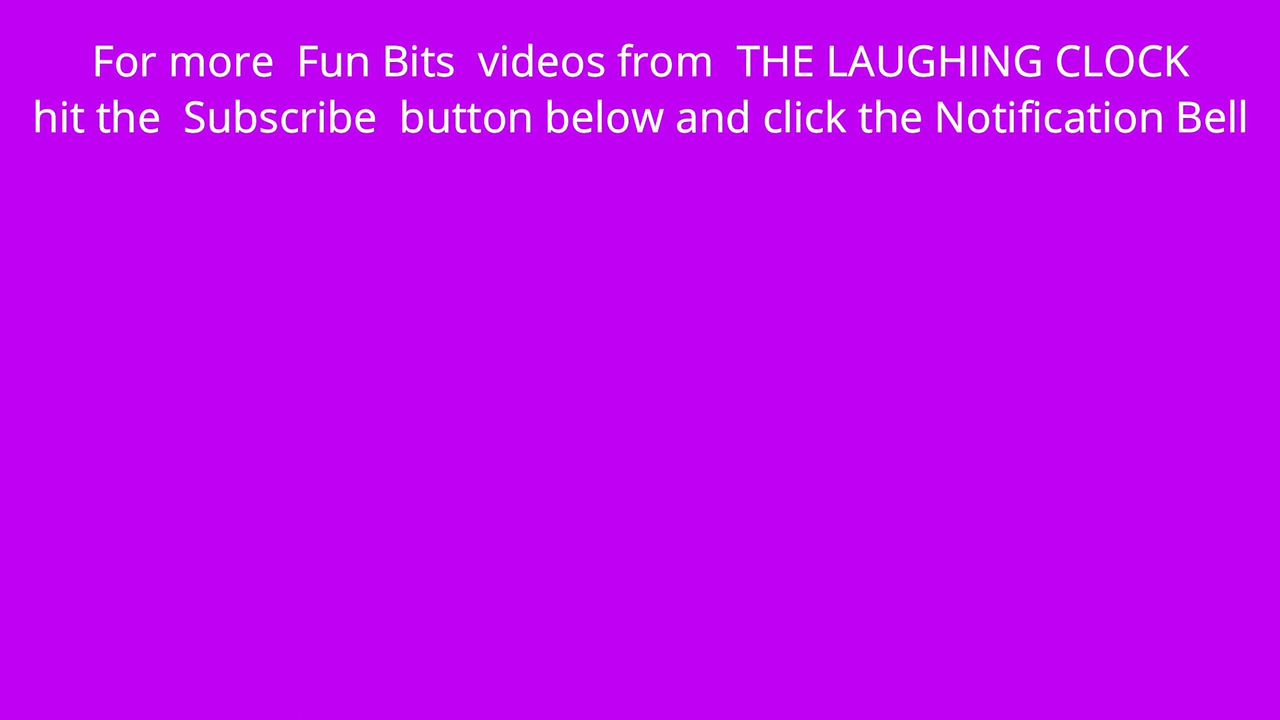 For more  Fun Bits  videos from  THE LAUGHING CLOCK
hit the  Subscribe  button below and click the Notification Bell